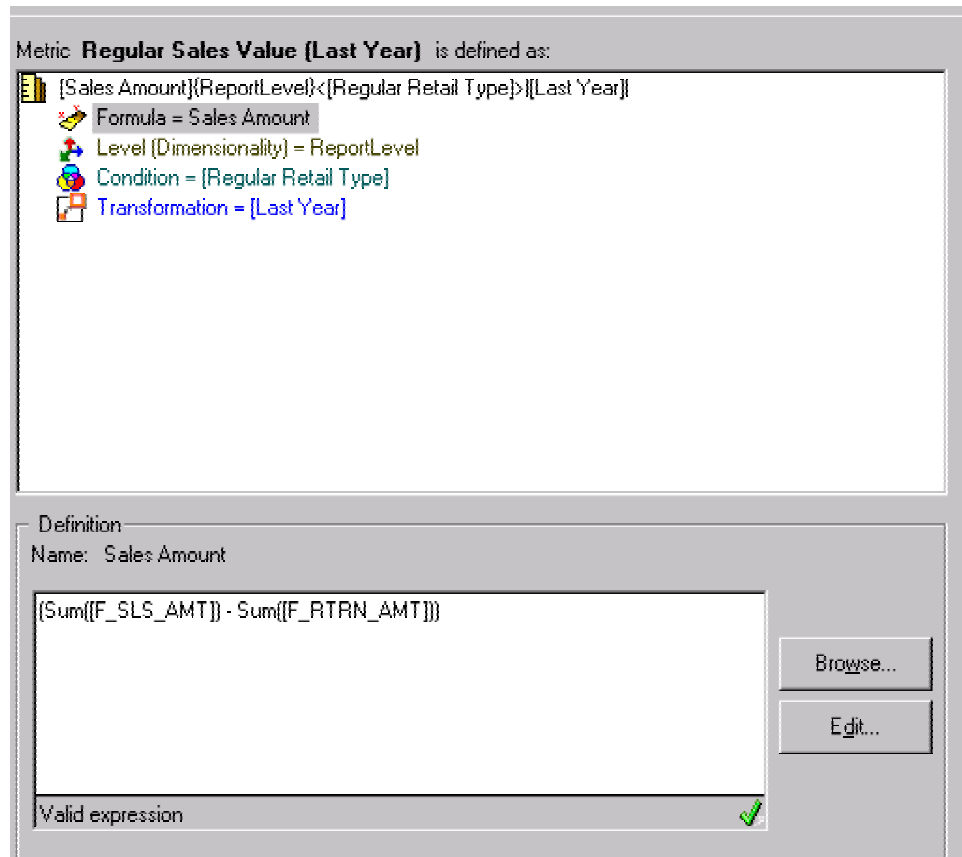 Metric Regular Sales Value (Last Year) is defined as:
[Sales Amount]{ReportLevel}<[Regular Retail Type]>|[Last Year]|
Formula = Sales Amount
Level (Dimensionality) = ReportLevel
Condition = [Regular Retail Type]
Transformation = [Last Year]
Definition
Name: Sales Amount
(Sum([F_SLS_AMT]) - Sum([F_RTRN_AMT]))
Browse...
Edit...
Valid expression